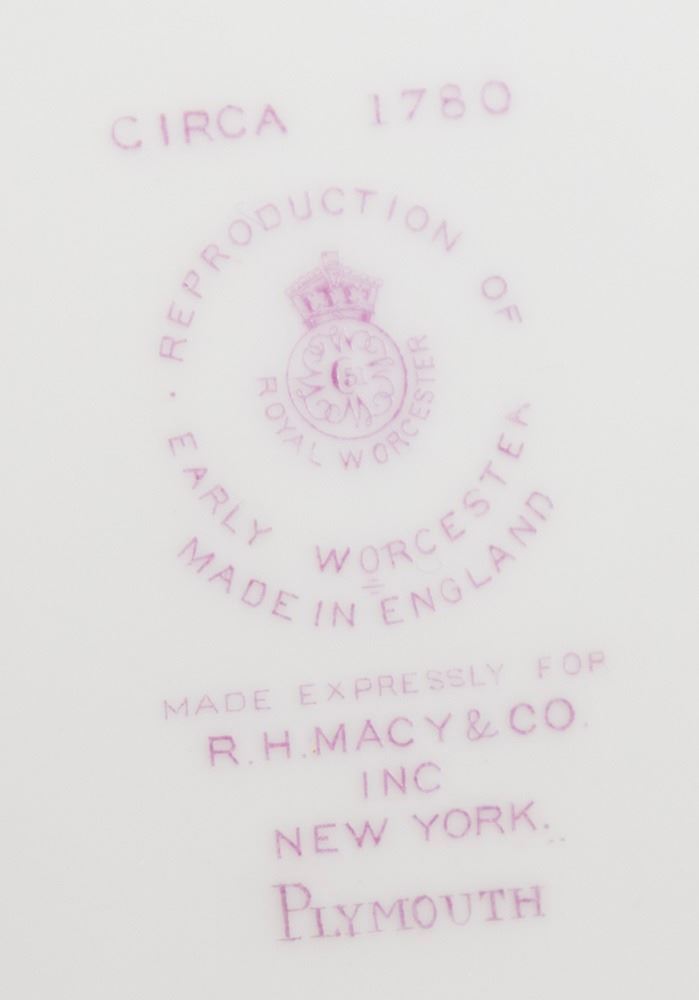 CIRCA 1780
REPRODUCTION OF
ROYAL WORCESTER
· EARLY WORCESTER
MADE IN ENGLAND
MADE EXPRESSLY FOR
R.H.MACY & CO.
INC
NEW YORK.
PLYMOUTH